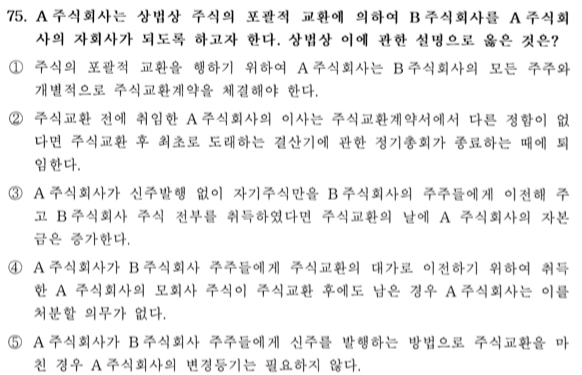 75. A 주식회사는 상법상 주식의 포괄적 교환에 의하여 B 주식회사를 A 주식회
사의 자회사가 되도록 하고자 한다. 상법상 이에 관한 설명으로 옳은 것은?
① 주식의 포괄적 교환을 행하기 위하여 A 주식회사는 B 주식회사의 모든 주주와
개별적으로 주식교환계약을 체결해야 한다.
② 주식교환 전에 취임한 A 주식회사의 이사는 주식교환계약서에서 다른 정함이 없
다면 주식교환 후 최초로 도래하는 결산기에 관한 정기총회가 종료하는 때에 퇴
임한다.
③ A 주식회사가 신주발행 없이 자기주식만을 B 주식회사의 주주들에게 이전해 주
고 B 주식회사 주식 전부를 취득하였다면 주식교환의 날에 A 주식회사의 자본
금은 증가한다.
④ A 주식회사가 B 주식회사 주주들에게 주식교환의 대가로 이전하기 위하여 취득
한 A 주식회사의 모회사 주식이 주식교환 후에도 남은 경우 A 주식회사는 이를
처분할 의무가 없다.
⑤ A 주식회사가 B 주식회사 주주들에게 신주를 발행하는 방법으로 주식교환을 마
친 경우 A 주식회사의 변경등기는 필요하지 않다.